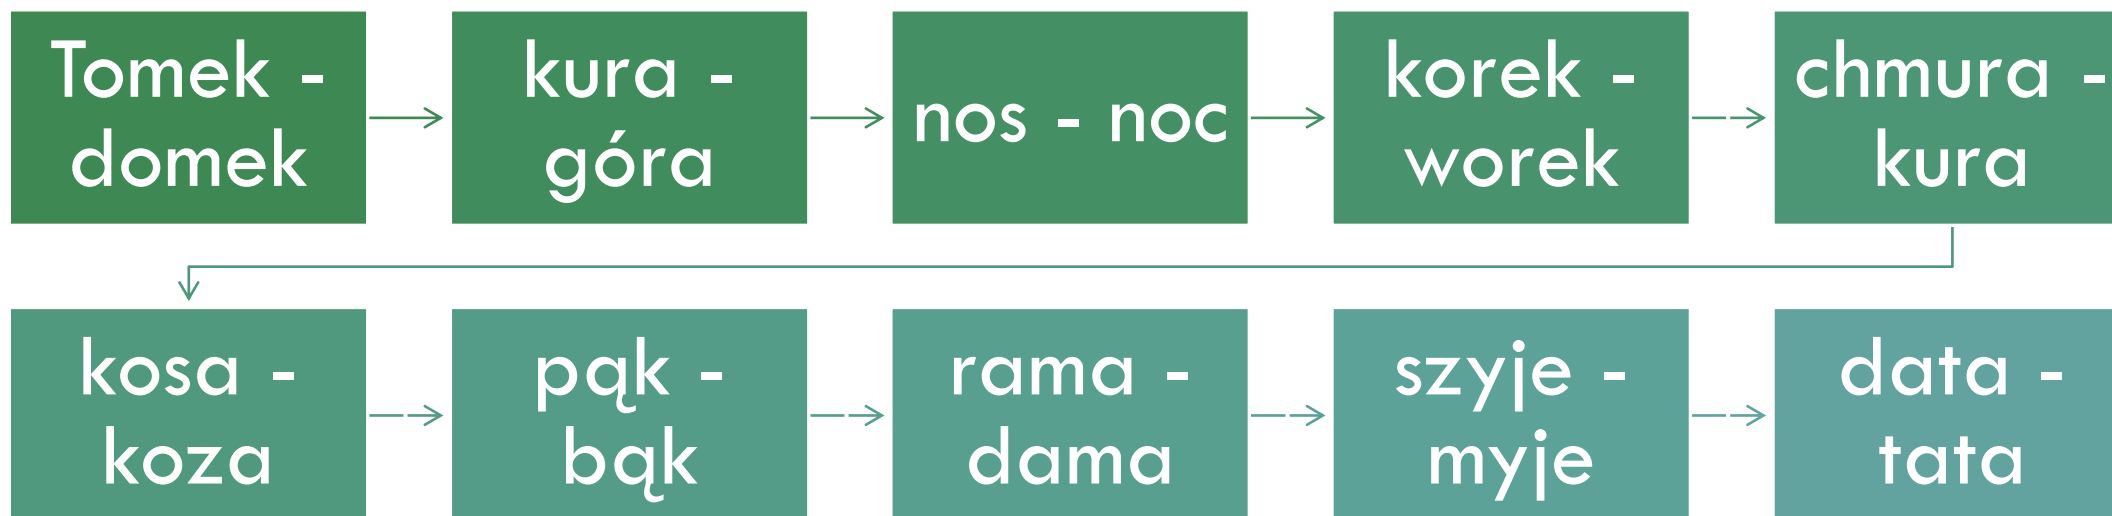 Tomek -
domek
kura -
góra
nos - noc
korek -
worek
chmura -
kura
kosa -
koza
pąk -
bąk
rama -
dama
szyje -
myje
data -
tata